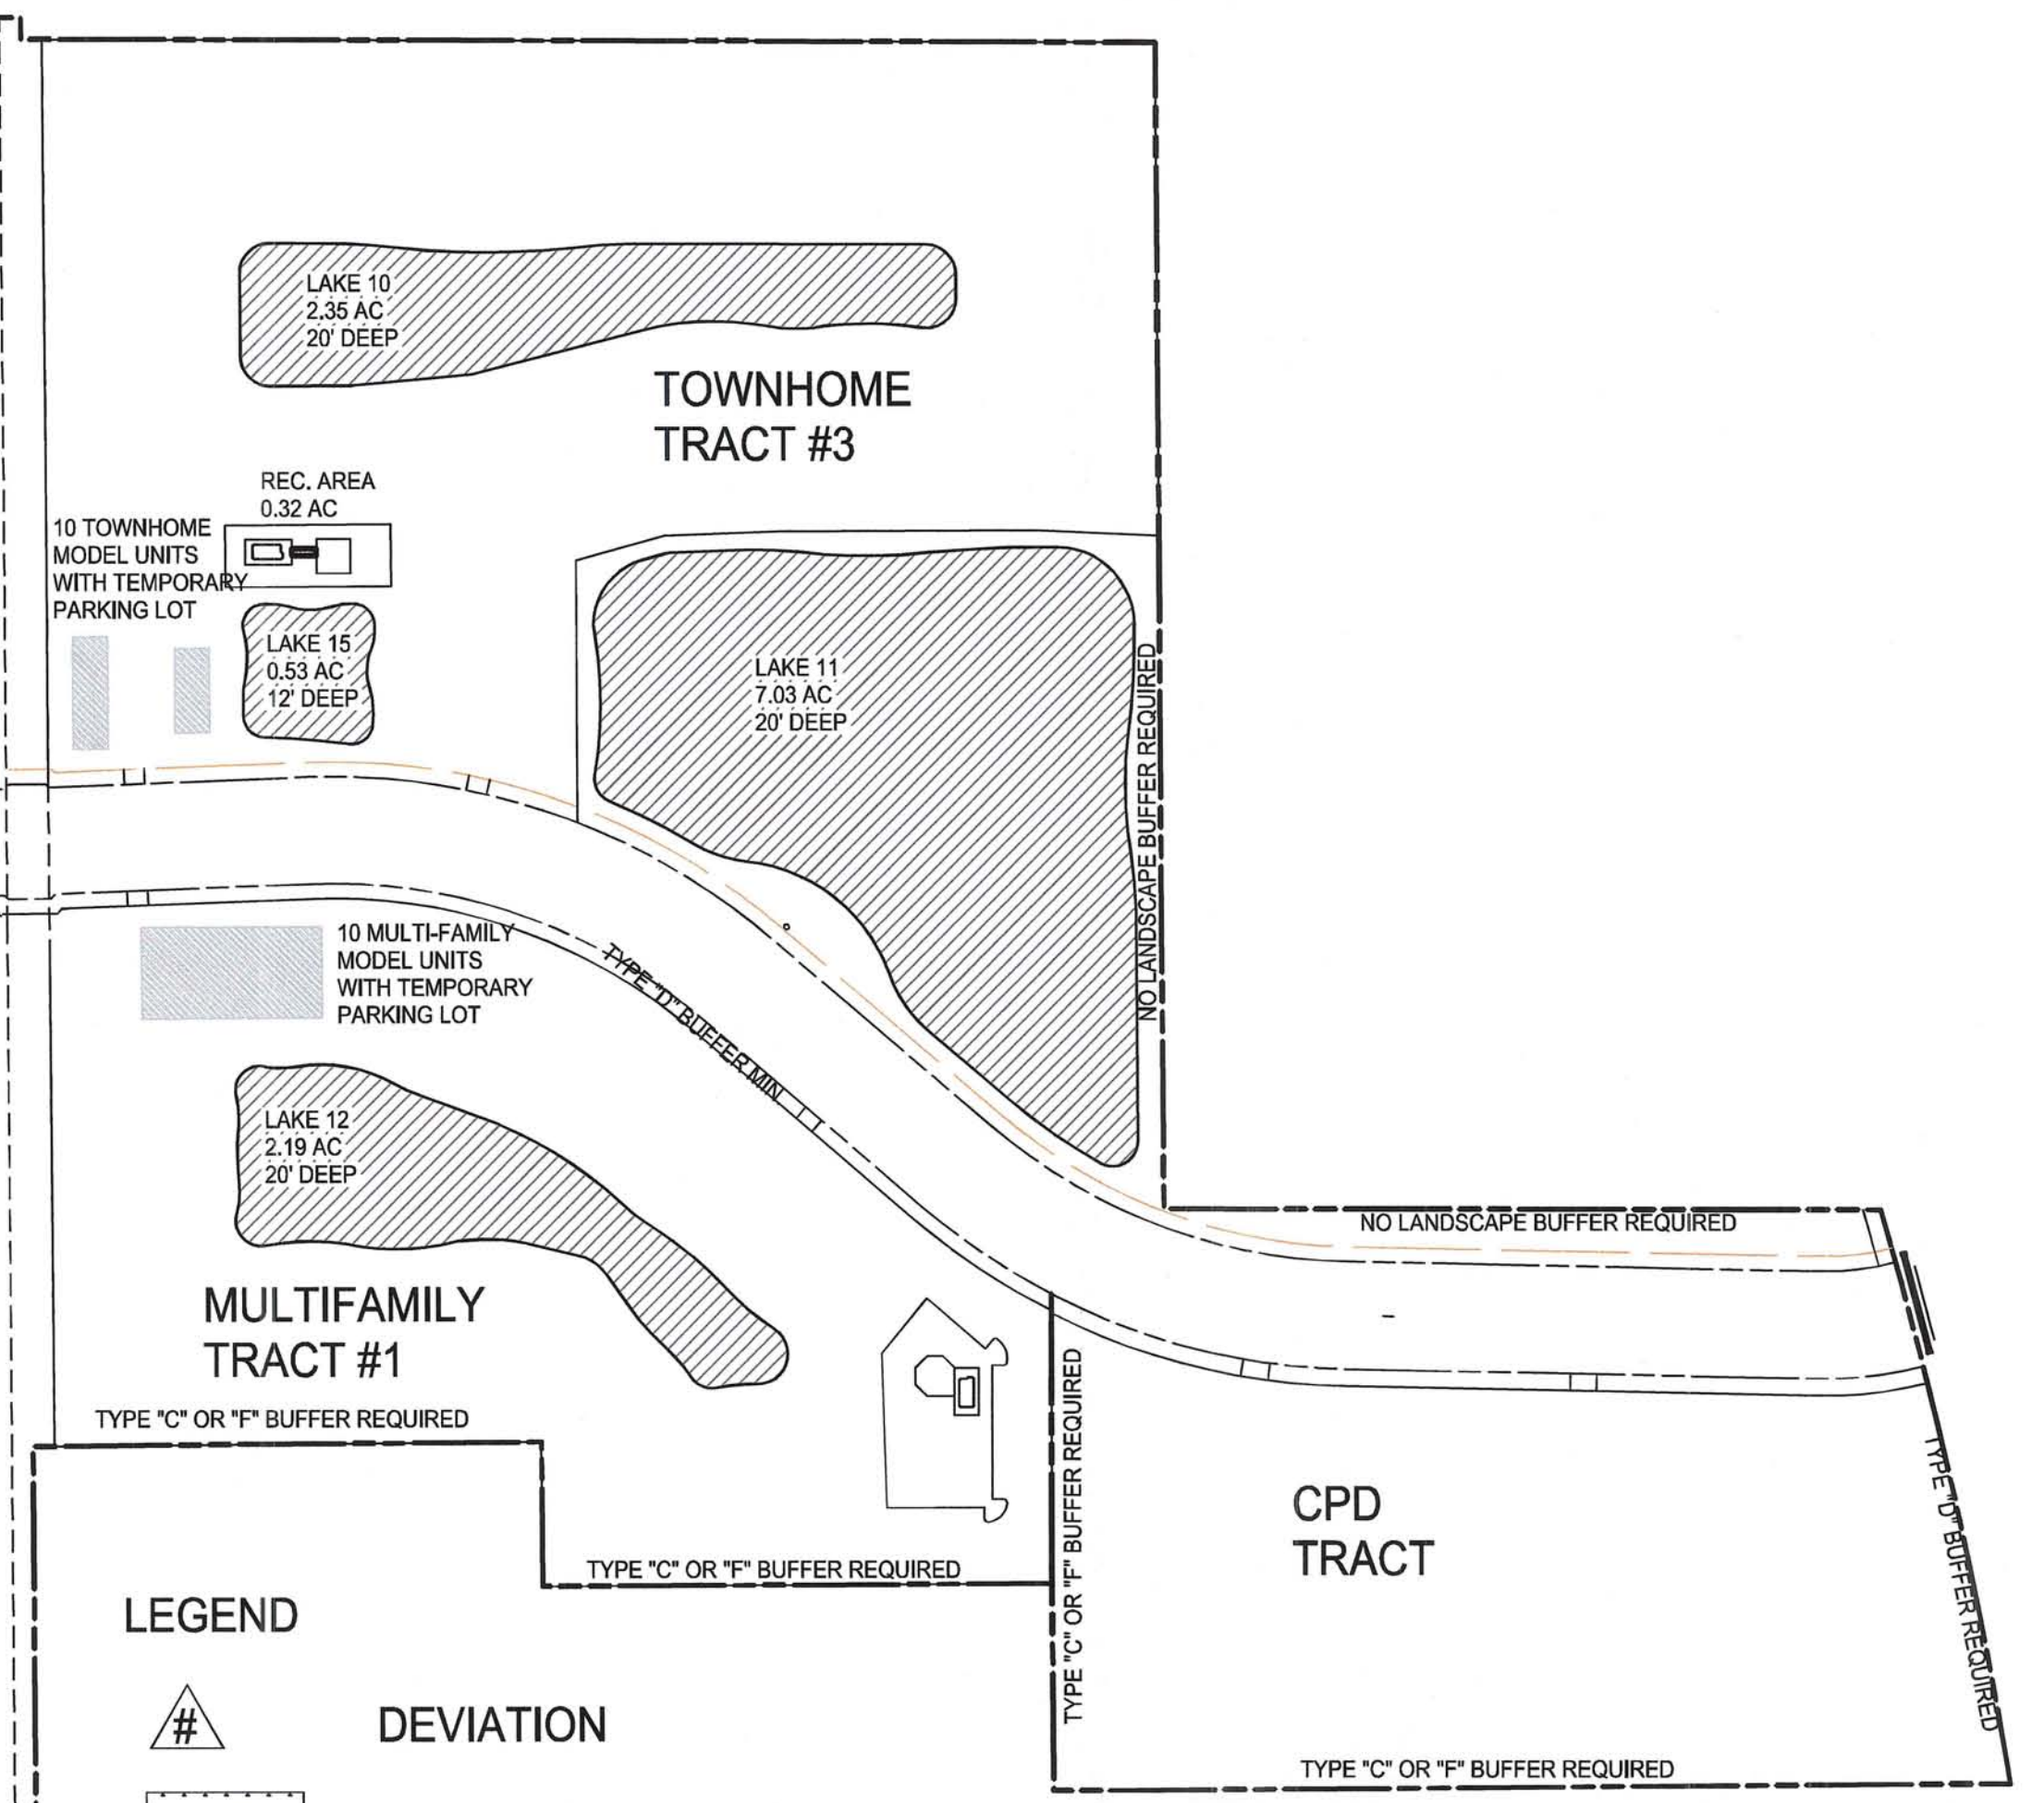 LAKE 10
2.35 AC
20' DEEP
TOWNHOME
TRACT #3
REC. AREA
0.32 AC
10 TOWNHOME
MODEL UNITS
WITH TEMPORARY
PARKING LOT
LAKE 15
0.53 AC
12' DEEP
LAKE 11
7.03 AC
20' DEEP
NO LANDSCAPE BUFFER REQUIRED
10 MULTI-FAMILY
MODEL UNITS
WITH TEMPORARY
PARKING LOT
TYPE "D" BUFFER MIN
LAKE 12
2.19 AC
20' DEEP
NO LANDSCAPE BUFFER REQUIRED
MULTIFAMILY
TRACT #1
TYPE "C" OR "F" BUFFER REQUIRED
TYPE "C" OR "F" BUFFER REQUIRED
TYPE "C" OR "F" BUFFER REQUIRED
CPD
TRACT
TYPE "D" BUFFER REQUIRED
TYPE "C" OR "F" BUFFER REQUIRED
LEGEND
#
DEVIATION